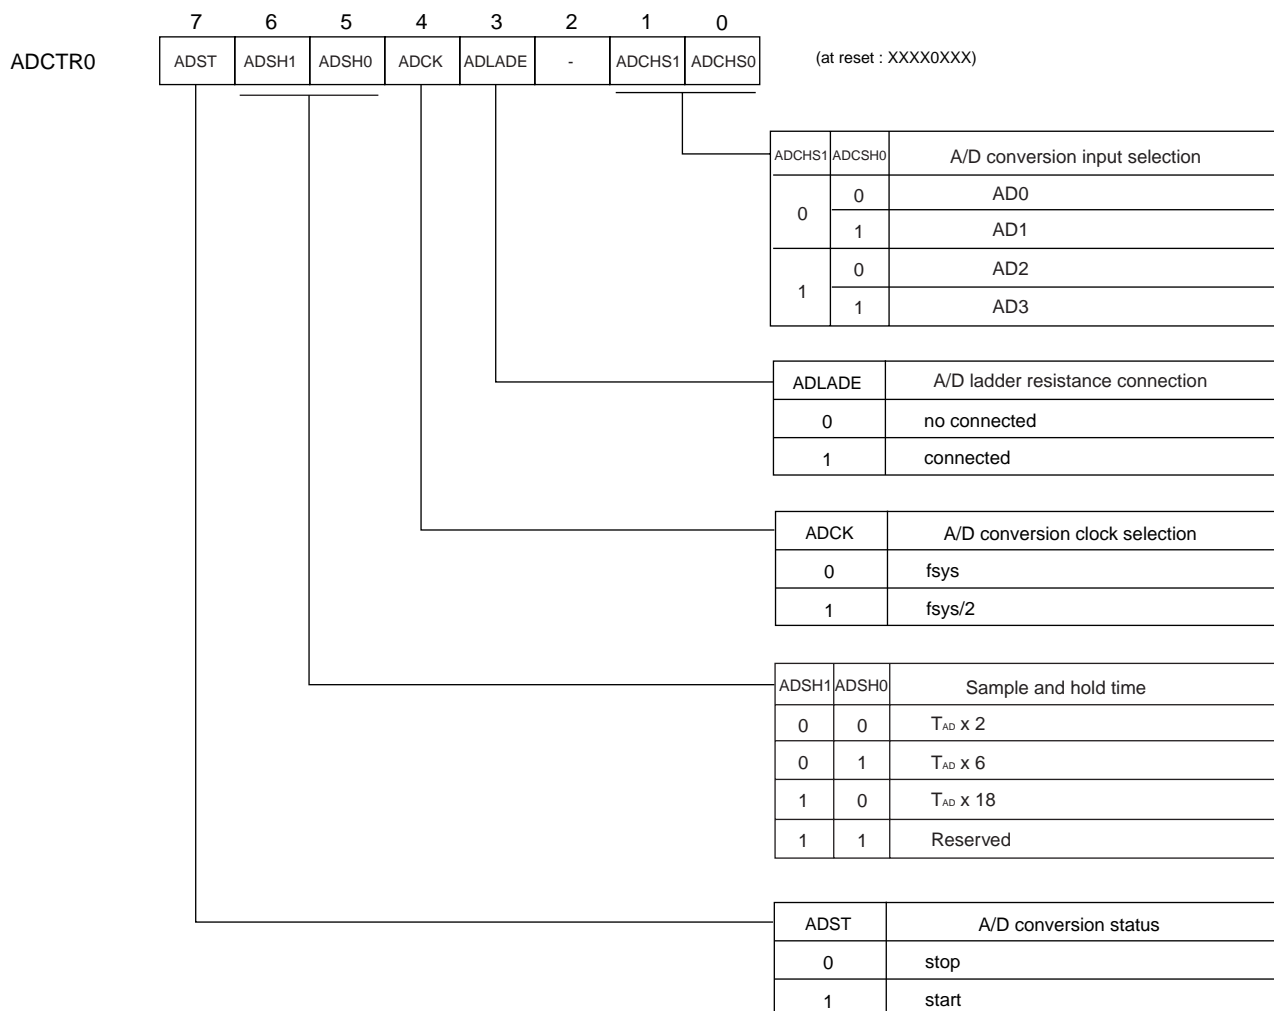 7 6 5 4 3 2 1 0
ADCTR0 ADST ADSH1 ADSH0 ADCK ADLADE - ADCHS1 ADCHS0 (at reset : XXXX0XXX)
ADCHS1 ADCSH0 A/D conversion input selection
0 0 AD0
1 AD1
1 0 AD2
1 AD3
ADLADE A/D ladder resistance connection
0 no connected
1 connected
ADCK A/D conversion clock selection
0 fsys
1 fsys/2
ADSH1 ADSH0 Sample and hold time
0 0 TAD x 2
0 1 TAD x 6
1 0 TAD x 18
1 1 Reserved
ADST A/D conversion status
0 stop
1 start